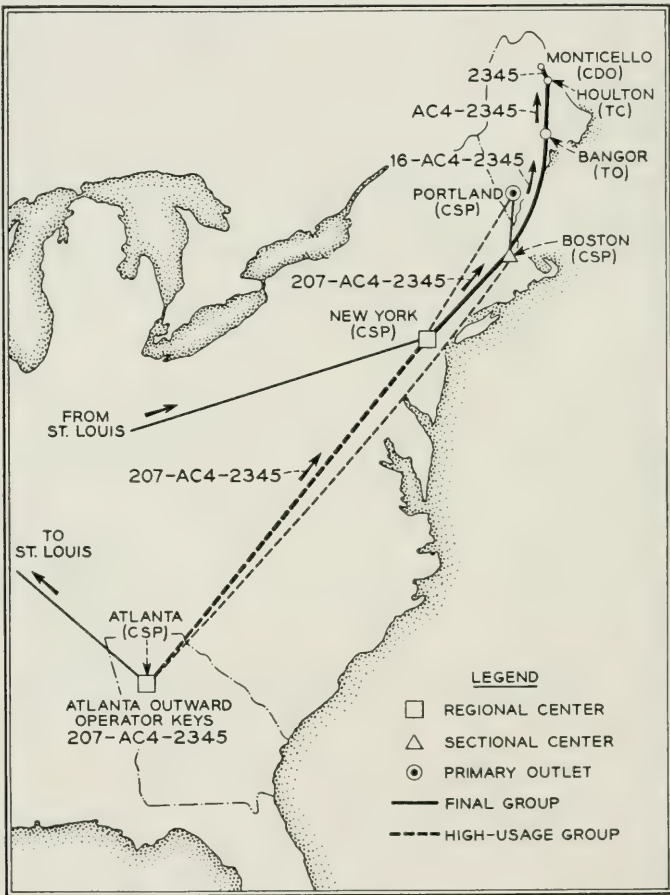 MONTICELLO
(CDO)
2345
HOULTON
(TC)
AC4-2345
BANGOR
(TO)
16-AC4-2345
PORTLAND
(CSP)
BOSTON
(CSP)
207-AC4-2345
NEW YORK
(CSP)
FROM
ST. LOUIS
207-AC4-2345
TO
ST. LOUIS
ATLANTA
(CSP)
ATLANTA OUTWARD
OPERATOR KEYS
207-AC4-2345
LEGEND
REGIONAL CENTER
SECTIONAL CENTER
PRIMARY OUTLET
FINAL GROUP
HIGH-USAGE GROUP